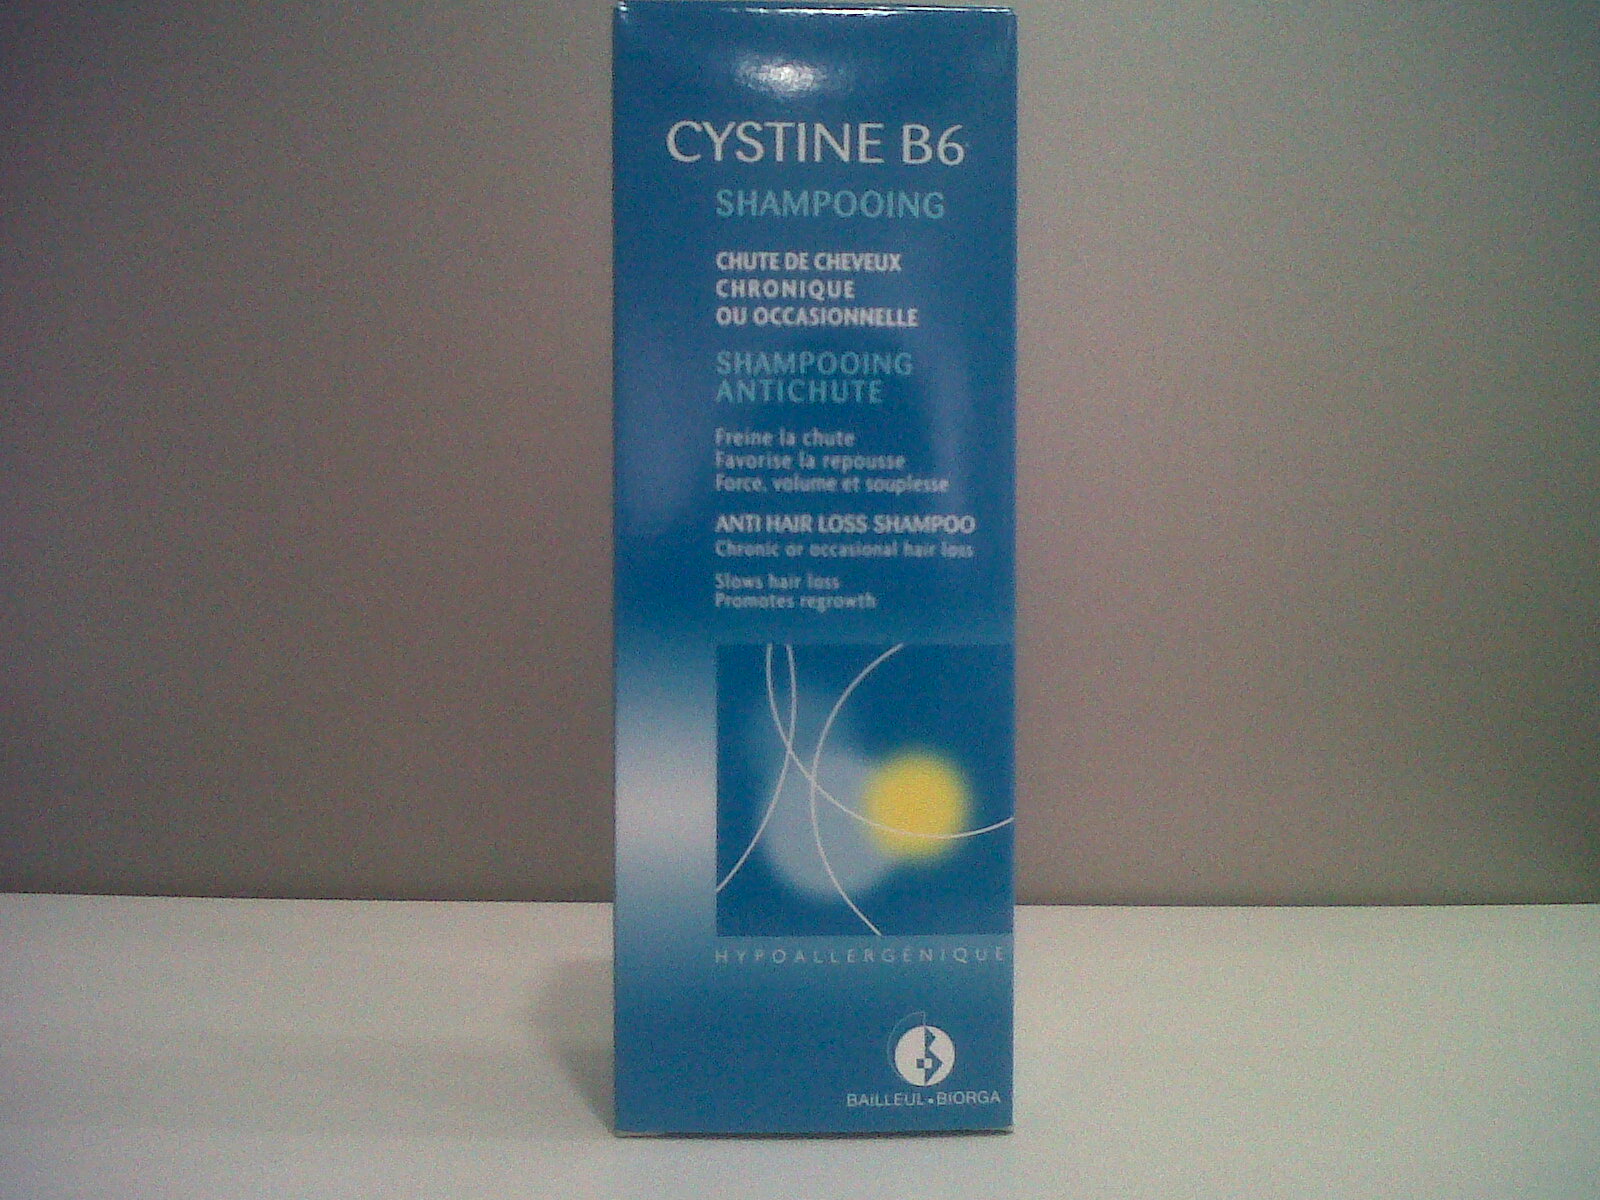 CYSTINE B6
SHAMPOOING
CHUTE DE CHEVEUX
CHRONIQUE
OU OCCASIONNELLE
SHAMPOOING
ANTICHUTE
Freine la chute
Favorise la repousse
Force, volume et souplesse
ANTI HAIR LOSS SHAMPOO
Chronic or occasional hair loss
Slows hair loss
Promotes regrowth
HYPOALLERGÉNIQUE
BAILLEUL • BIORGA